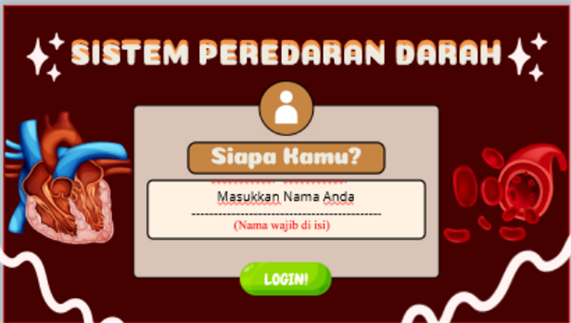 SISTEM PEREDARAN DARAH
Siapa Kamu?
Masukkan Nama Anda
(Nama wajib di isi)
LOGIN!